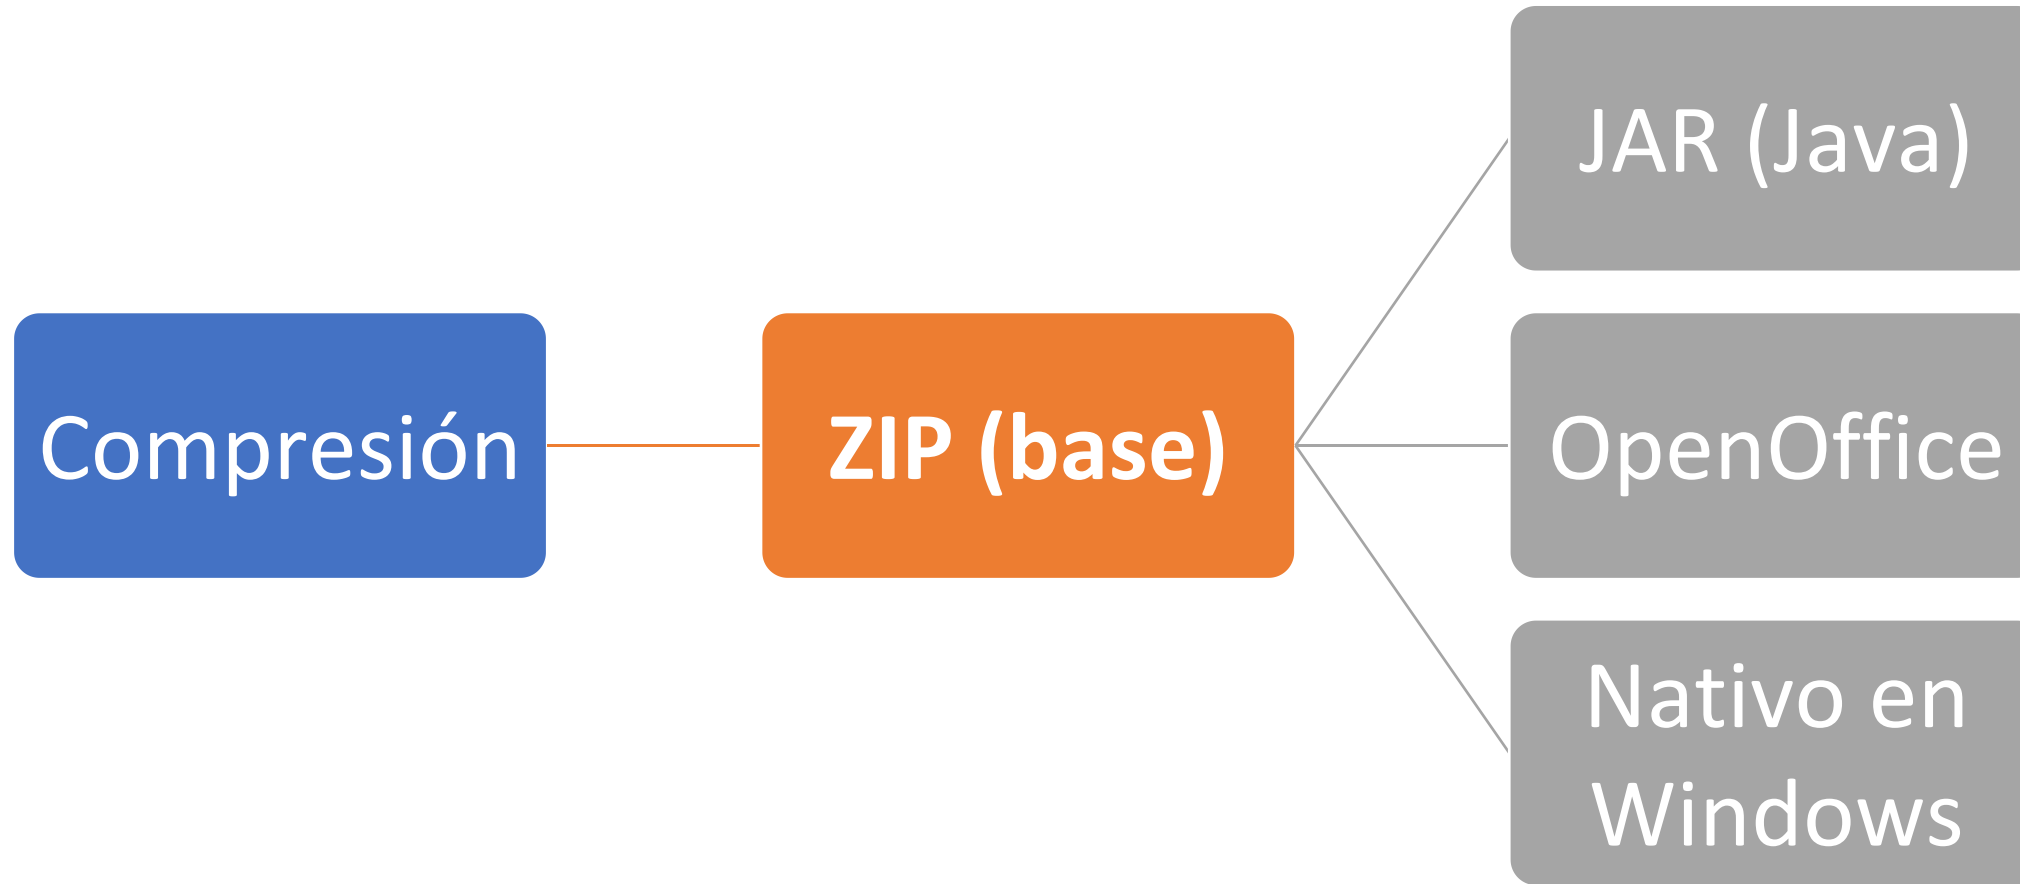 Compresión
ZIP (base)
JAR (Java)
OpenOffice
Nativo en
Windows